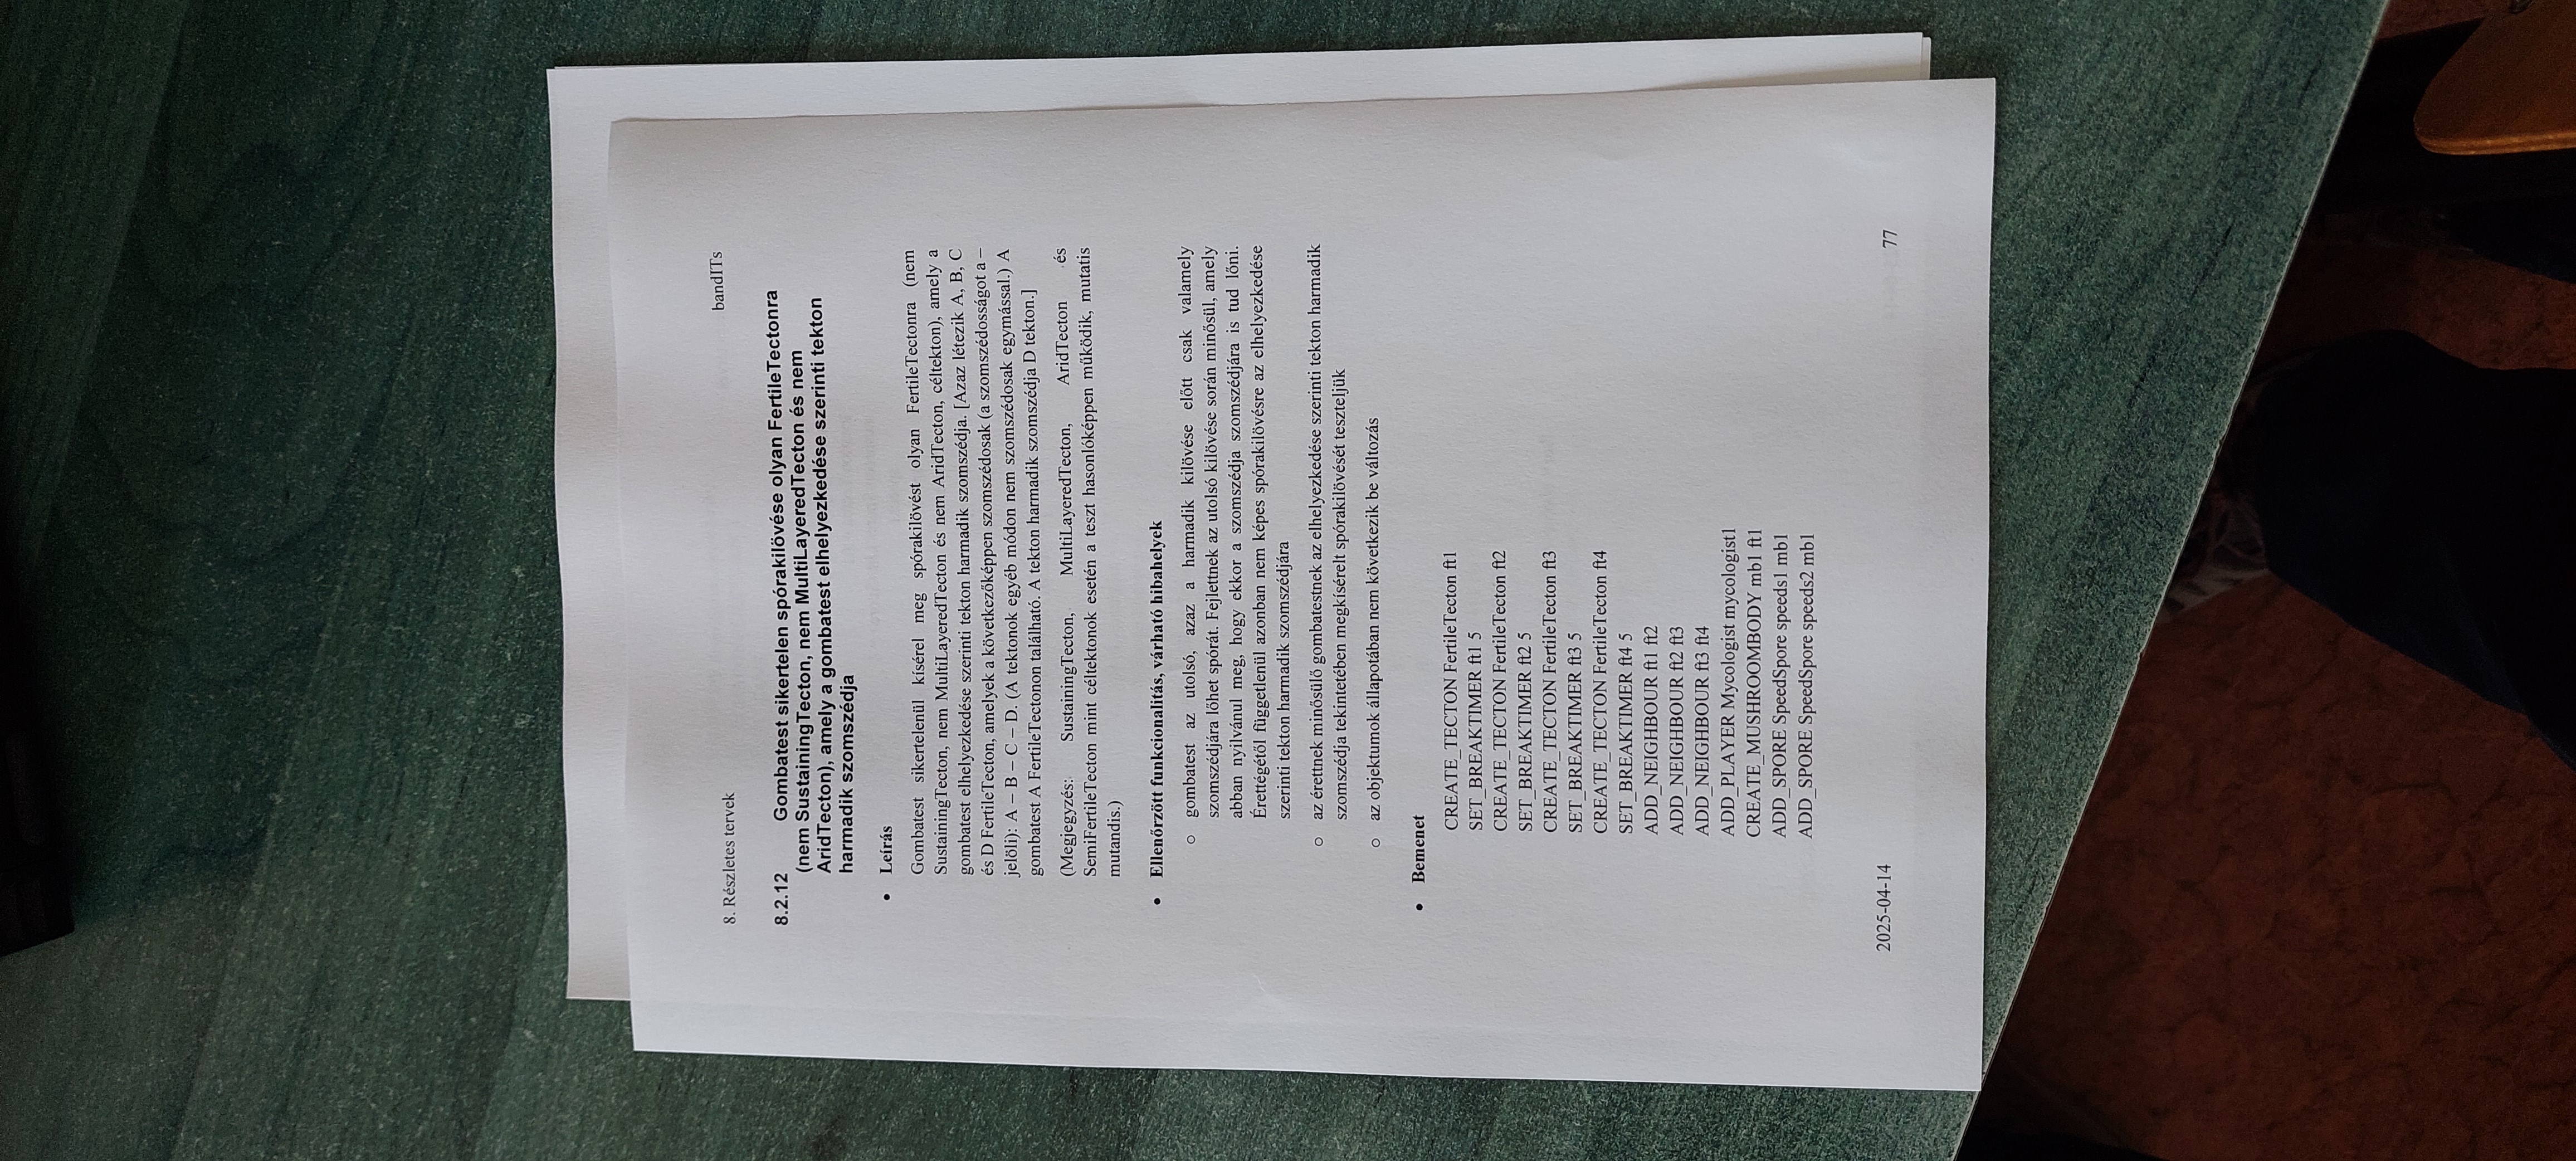 8. Részletes tervek
bandITs
8.2.12 Gombatest sikertelen spórakilövése olyan FertileTectonra
(nem SustainingTecton, nem MultiLayeredTecton és nem
AridTecton), amely a gombatest elhelyezkedése szerinti tekton
harmadik szomszédja
• Leírás
Gombatest sikertelenül kísérel meg spórakilövést olyan FertileTectonra (nem
SustainingTecton, nem MultiLayeredTecton és nem AridTecton, céltekton), amely a
gombatest elhelyezkedése szerinti tekton harmadik szomszédja. [Azaz létezik A, B, C
és D FertileTecton, amelyek a következőképpen szomszédosak (a szomszédosságot a –
jelöli): A – B – C – D. (A tektonok egyéb módon nem szomszédosak egymással.) A
gombatest A FertileTectonon található. A tekton harmadik szomszédja D tekton.]
(Megjegyzés: SustainingTecton, MultiLayeredTecton, AridTecton és
SemiFertileTecton mint céltektonok esetén a teszt hasonlóképpen működik, mutatis
mutandis.)
• Ellenőrzött funkcionalitás, várható hibahelyek
o gombatest az utolsó, azaz a harmadik kilövése előtt csak valamely
szomszédjára lőhet spórát. Fejlettnek az utolsó kilövése során minősül, amely
abban nyilvánul meg, hogy ekkor a szomszédja szomszédjára is tud lőni.
Érettégétől függetlenül azonban nem képes spórakilövésre az elhelyezkedése
szerinti tekton harmadik szomszédjára
o az érettnek minősülő gombatestnek az elhelyezkedése szerinti tekton harmadik
szomszédja tekintetében megkísérelt spórakilövését teszteljük
o az objektumok állapotában nem következik be változás
• Bemenet
CREATE_TECTON FertileTecton ft1
SET_BREAKTIMER ft1 5
CREATE_TECTON FertileTecton ft2
SET_BREAKTIMER ft2 5
CREATE_TECTON FertileTecton ft3
SET_BREAKTIMER ft3 5
CREATE_TECTON FertileTecton ft4
SET_BREAKTIMER ft4 5
ADD_NEIGHBOUR ft1 ft2
ADD_NEIGHBOUR ft2 ft3
ADD_NEIGHBOUR ft3 ft4
ADD_PLAYER Mycologist mycologist1
CREATE_MUSHROOMBODY mb1 ft1
ADD_SPORE SpeedSpore speeds1 mb1
ADD_SPORE SpeedSpore speeds2 mb1
2025-04-14
77